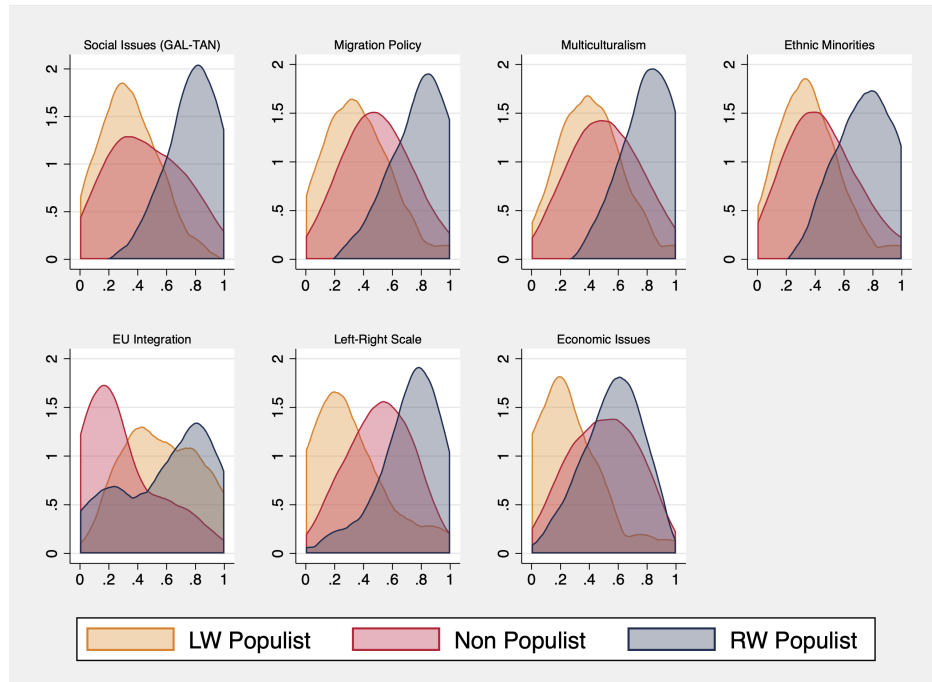 Social Issues (GAL-TAN)
2
1.5
1
.5
0
0 .2 .4 .6 .8 1
Migration Policy
2
1.5
1
.5
0
0 .2 .4 .6 .8 1
Multiculturalism
2
1.5
1
.5
0
0 .2 .4 .6 .8 1
Ethnic Minorities
2
1.5
1
.5
0
0 .2 .4 .6 .8 1
EU Integration
2
1.5
1
.5
0
0 .2 .4 .6 .8 1
Left-Right Scale
2
1.5
1
.5
0
0 .2 .4 .6 .8 1
Economic Issues
2
1.5
1
.5
0
0 .2 .4 .6 .8 1
LW Populist Non Populist RW Populist